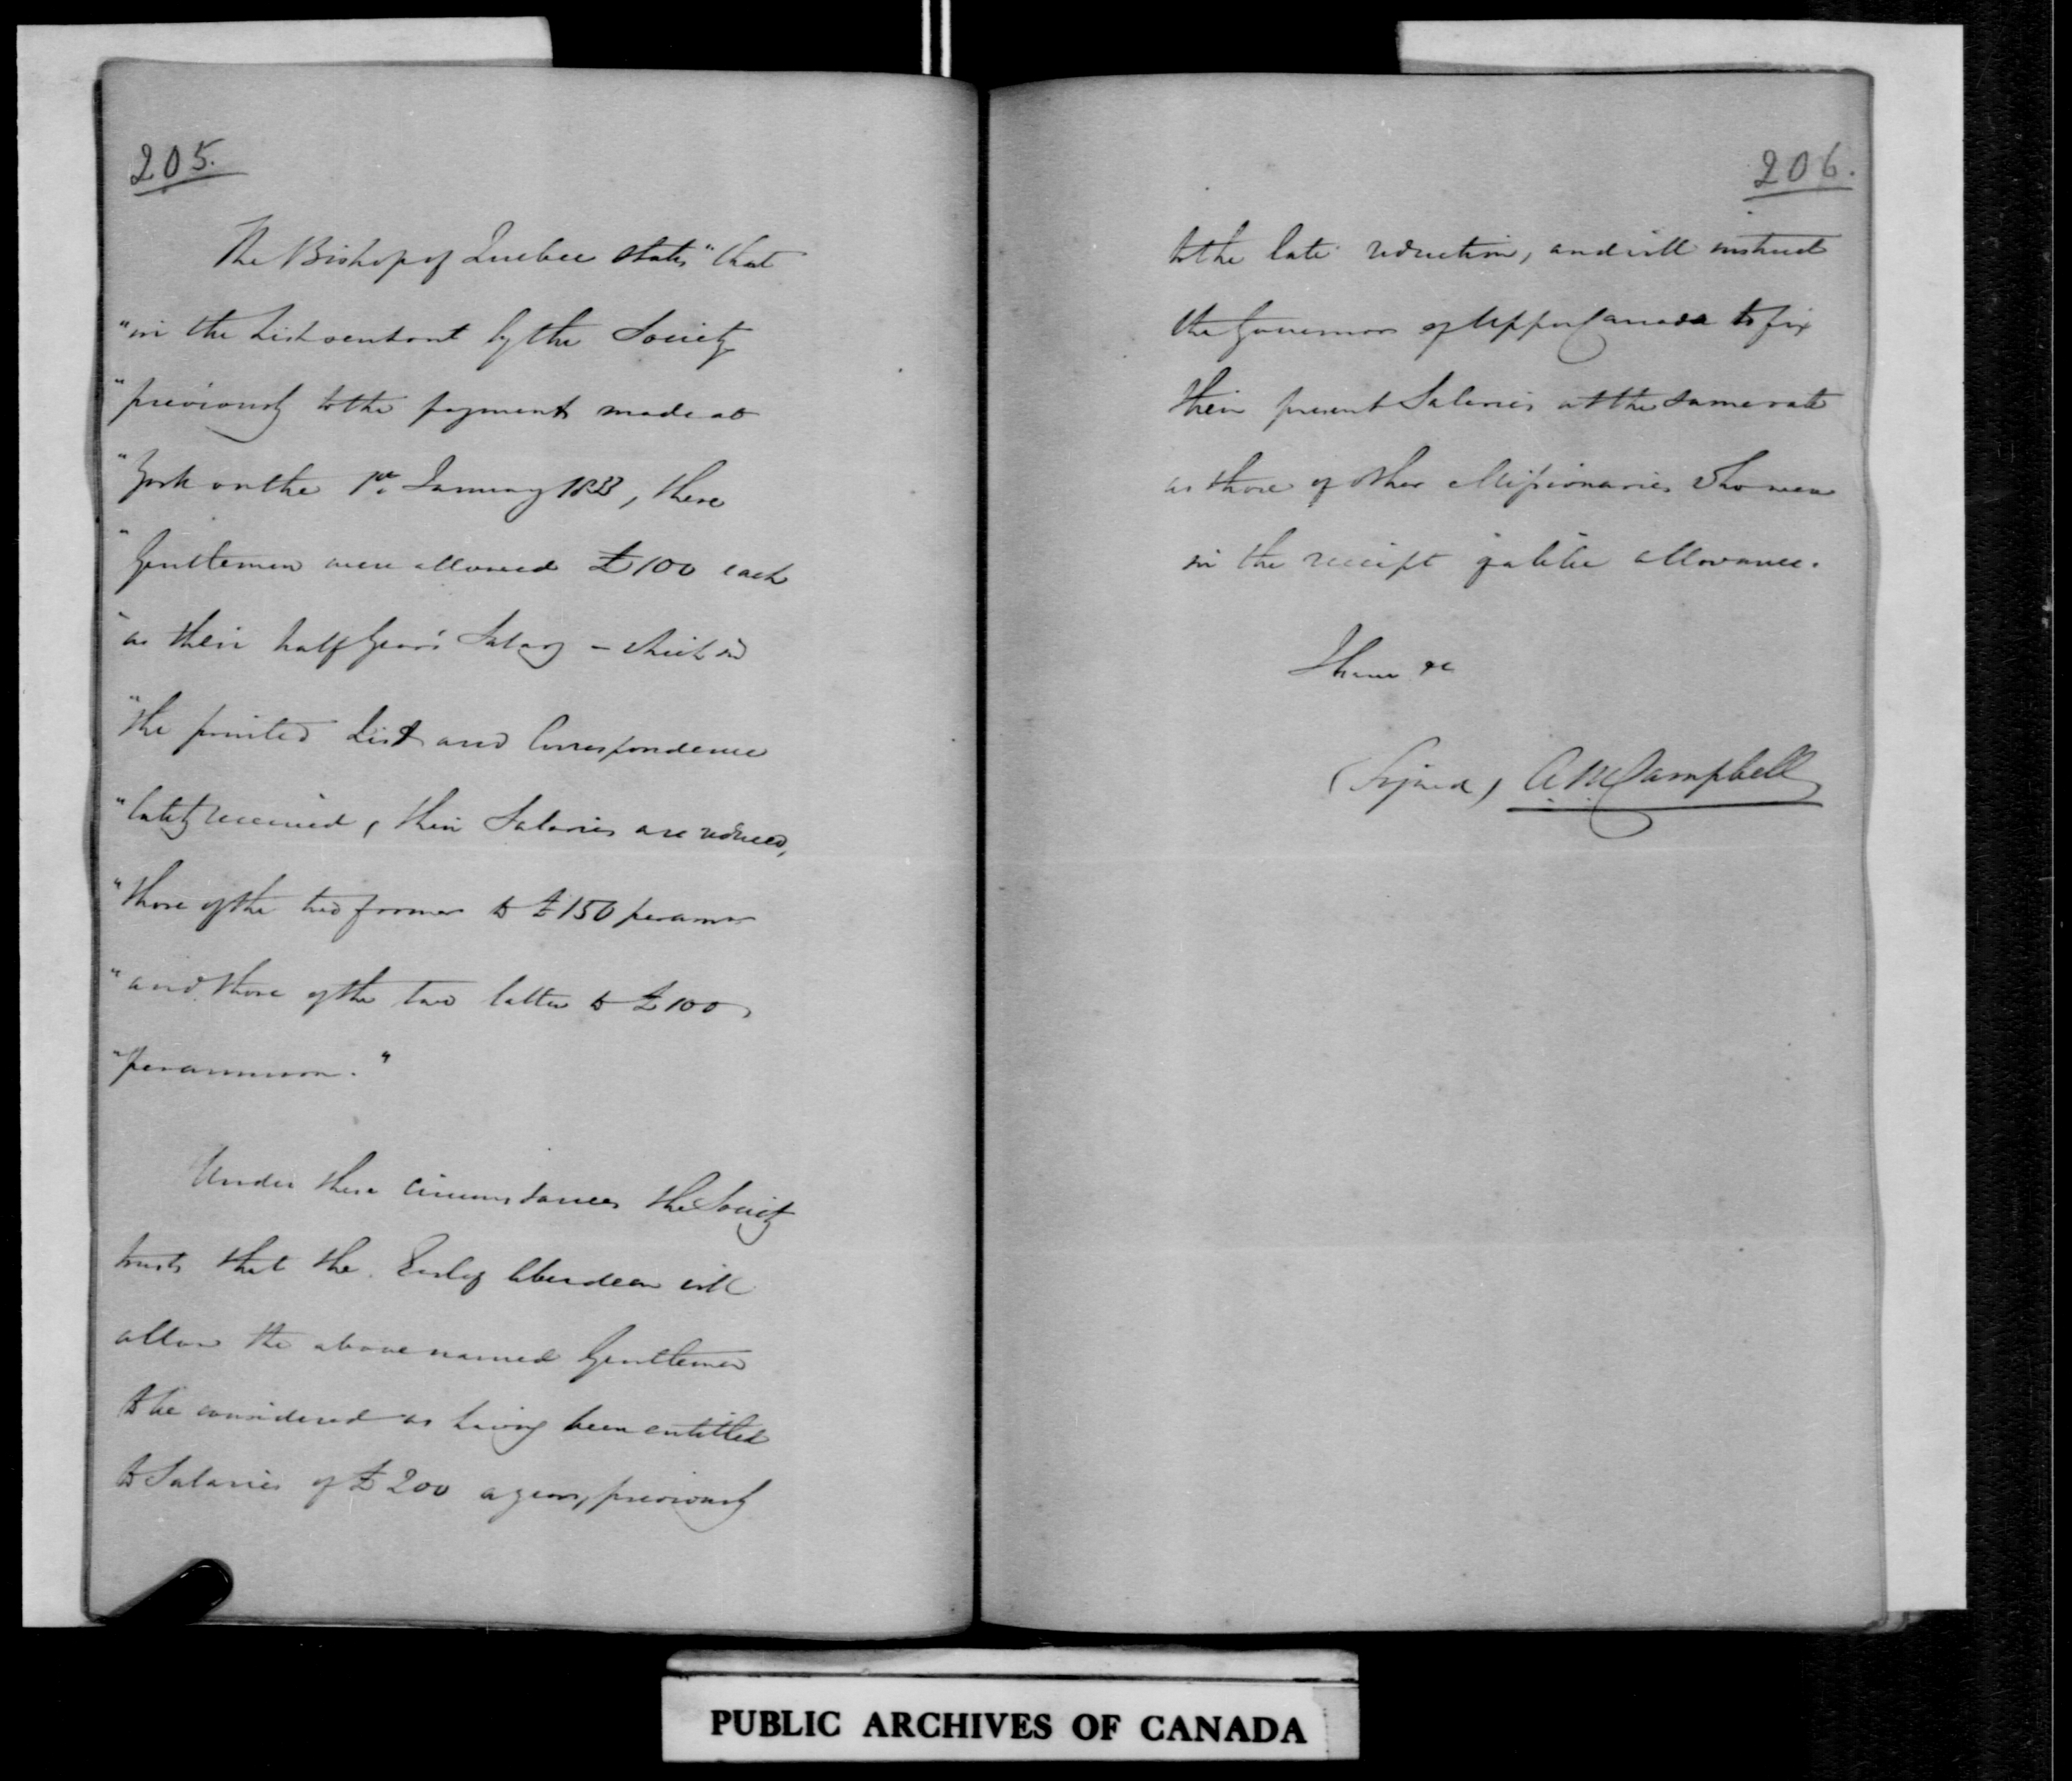 205.
The Bishop of Quebec states "that
"in the List sent out by the Society
"previously to the payments made at
"York on the 1st January 1833, these
"Gentlemen were allowed £100 each
"as their half Year's Salary – which in
"the printed List and Correspondence
"lately received, their Salaries are reduced,
"those of the two former to £150 per annum
"and those of the two latter to £100,
"per annum."
Under these circumstances the Society
trusts that the Earl of Aberdeen will
allow the above named Gentlemen
to be considered as having been entitled
to Salaries of £200 a year, previously
206.
to the late reduction, and will instruct
the Governor of Upper Canada to fix
their present Salaries at the same rate
as those of other Missionaries who were
in the receipt of a like allowance.
I have &c
(Signed) A. M. Campbell
PUBLIC ARCHIVES OF CANADA